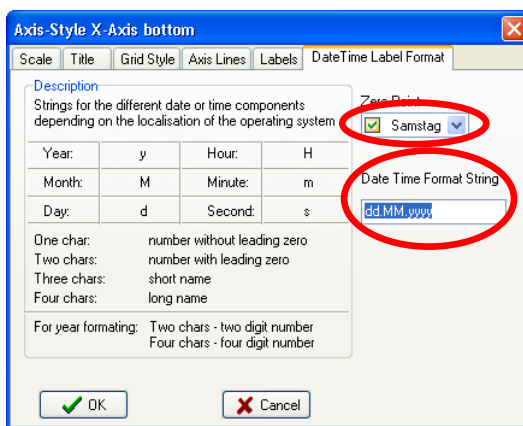 Axis-Style X-Axis bottom
Scale Title Grid Style Axis Lines Labels DateTime Label Format
Description
Strings for the different date or time components
depending on the localisation of the operating system
Year: y Hour: H
Month: M Minute: m
Day: d Second: s
One char: number without leading zero
Two chars: number with leading zero
Three chars: short name
Four chars: long name
For year formating: Two chars - two digit number
Four chars - four digit number
Zero Point
Samstag
Date Time Format String
dd.MM.yyyy
OK Cancel